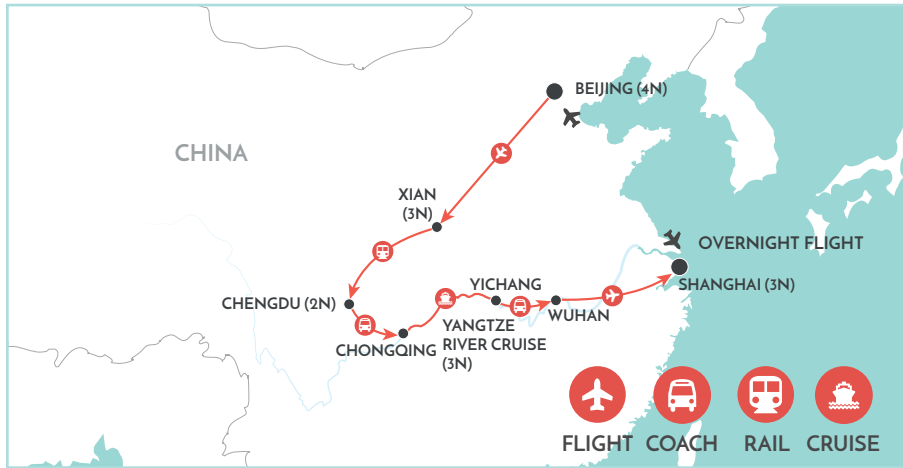 BEIJING (4N)
CHINA
XIAN
(3N)
OVERNIGHT FLIGHT
SHANGHAI (3N)
YICHANG
CHENGDU (2N)
WUHAN
CHONGQING
YANGTZE
RIVER CRUISE
(3N)
FLIGHT
COACH
RAIL
CRUISE